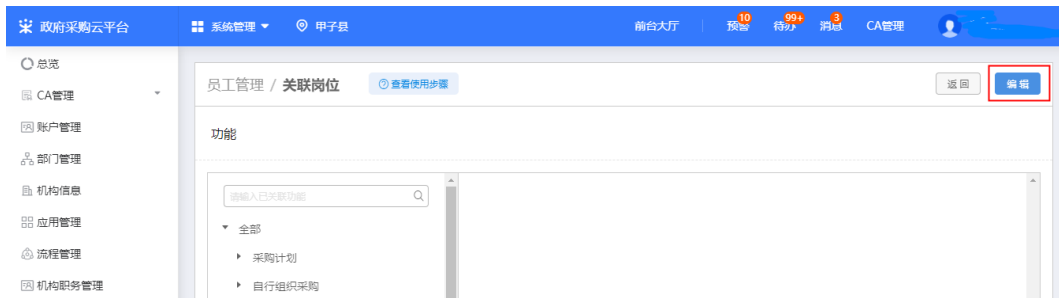 政府采购云平台 系统管理 甲子县 前台大厅 预警 10 待办 99+ 消息 3 CA管理
总览
CA管理
账户管理
部门管理
机构信息
应用管理
流程管理
机构职务管理
员工管理 / 关联岗位 查看使用步骤 返回 编辑
功能
请输入已关联功能
全部
采购计划
自行组织采购